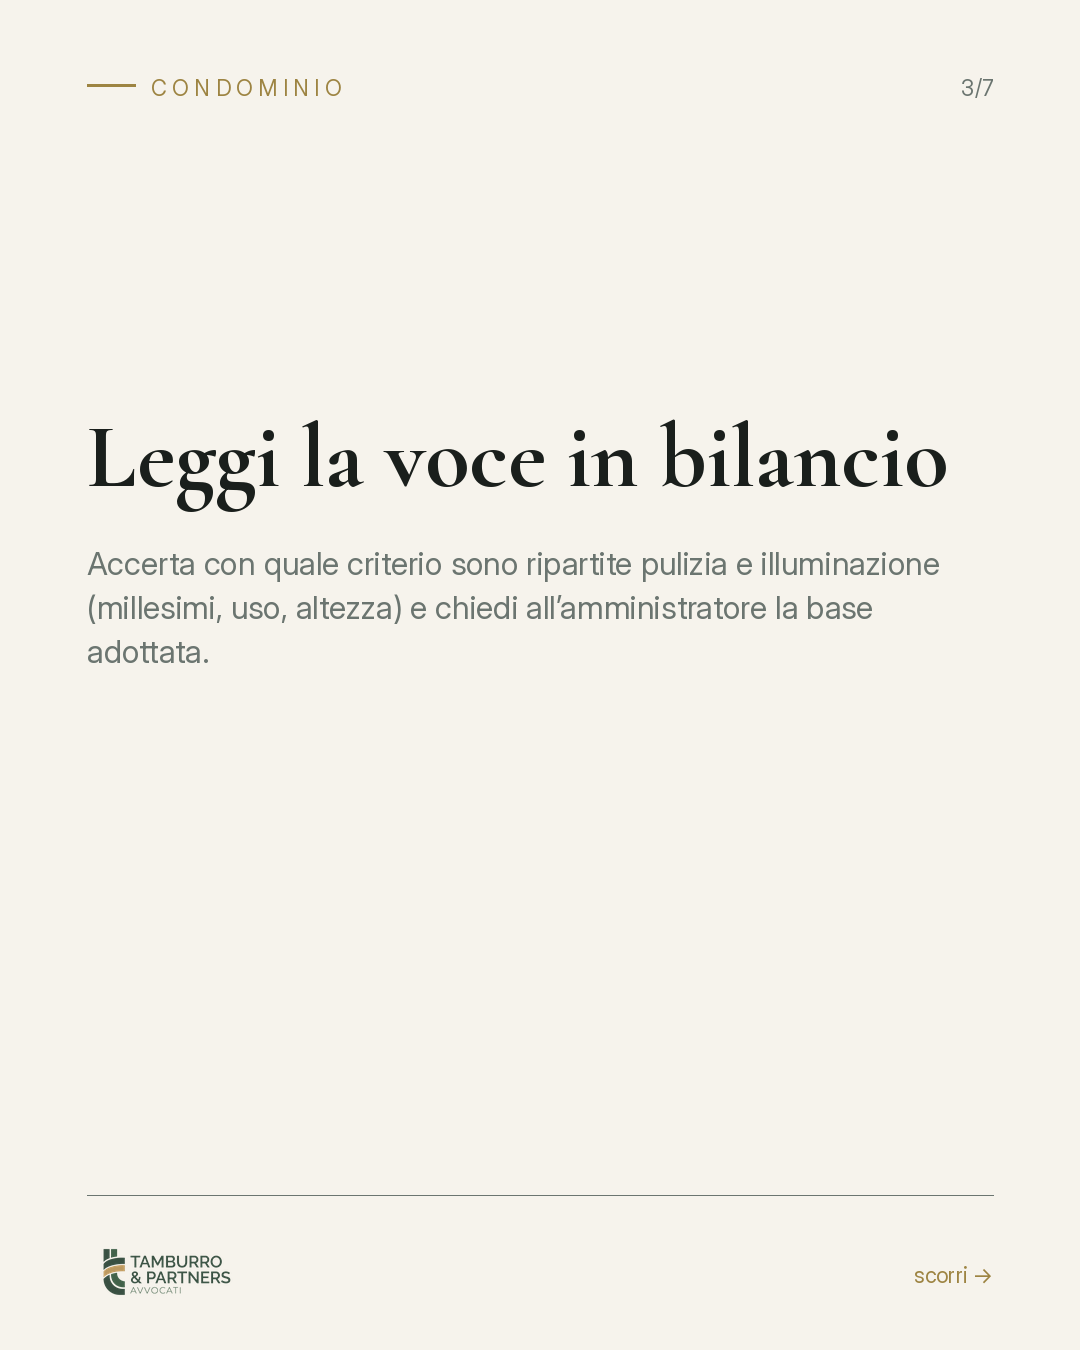 CONDOMINIO
3/7
Leggi la voce in bilancio
Accerta con quale criterio sono ripartite pulizia e illuminazione
(millesimi, uso, altezza) e chiedi all’amministratore la base
adottata.
TAMBURRO
& PARTNERS
AVVOCATI
scorri →